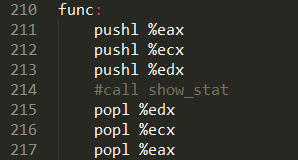 210 func:
211 pushl %eax
212 pushl %ecx
213 pushl %edx
214 #call show_stat
215 popl %edx
216 popl %ecx
217 popl %eax